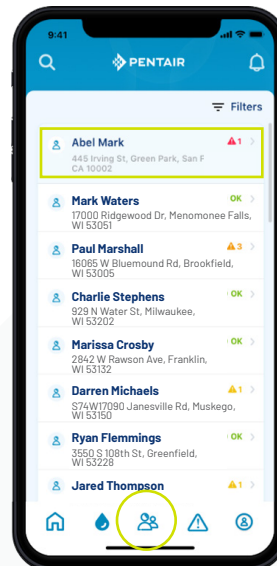 9:41
PENTAIR
Filters
Abel Mark
1
445 Irving St, Green Park, San F
CA 10002
Mark Waters
OK
17000 Ridgewood Dr, Menomonee Falls,
WI 53051
Paul Marshall
3
16065 W Bluemound Rd, Brookfield,
WI 53005
Charlie Stephens
OK
929 N Water St, Milwaukee,
WI 53202
Marissa Crosby
OK
2842 W Rawson Ave, Franklin,
WI 53132
Darren Michaels
1
S74W17090 Janesville Rd, Muskego,
WI 53150
Ryan Flemmings
OK
3550 S 108th St, Greenfield,
WI 53228
Jared Thompson
1